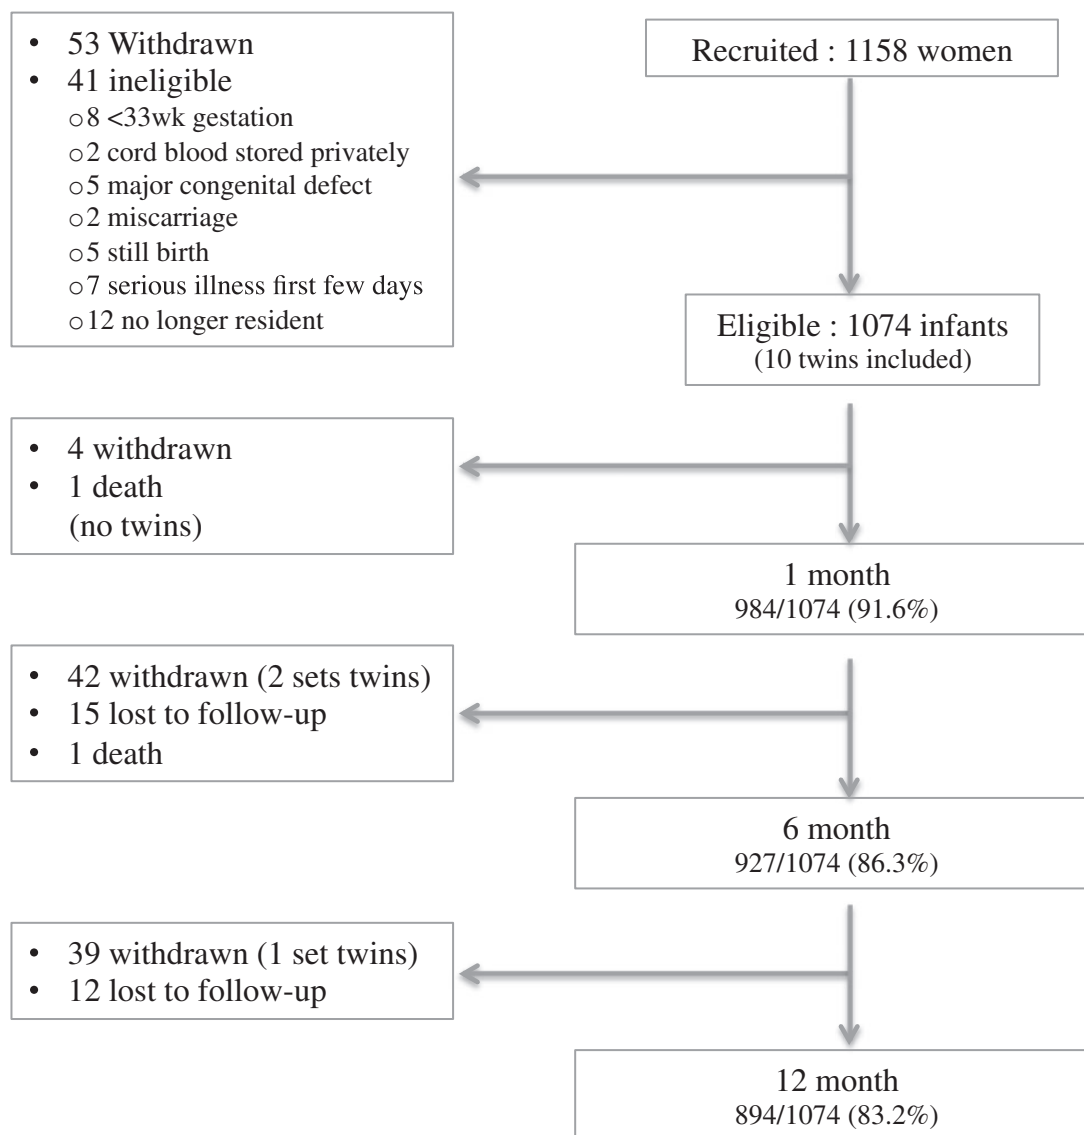 Recruited : 1158 women
• 53 Withdrawn
• 41 ineligible
○ 8 <33wk gestation
○ 2 cord blood stored privately
○ 5 major congenital defect
○ 2 miscarriage
○ 5 still birth
○ 7 serious illness first few days
○ 12 no longer resident
Eligible : 1074 infants
(10 twins included)
• 4 withdrawn
• 1 death
(no twins)
1 month
984/1074 (91.6%)
• 42 withdrawn (2 sets twins)
• 15 lost to follow-up
• 1 death
6 month
927/1074 (86.3%)
• 39 withdrawn (1 set twins)
• 12 lost to follow-up
12 month
894/1074 (83.2%)